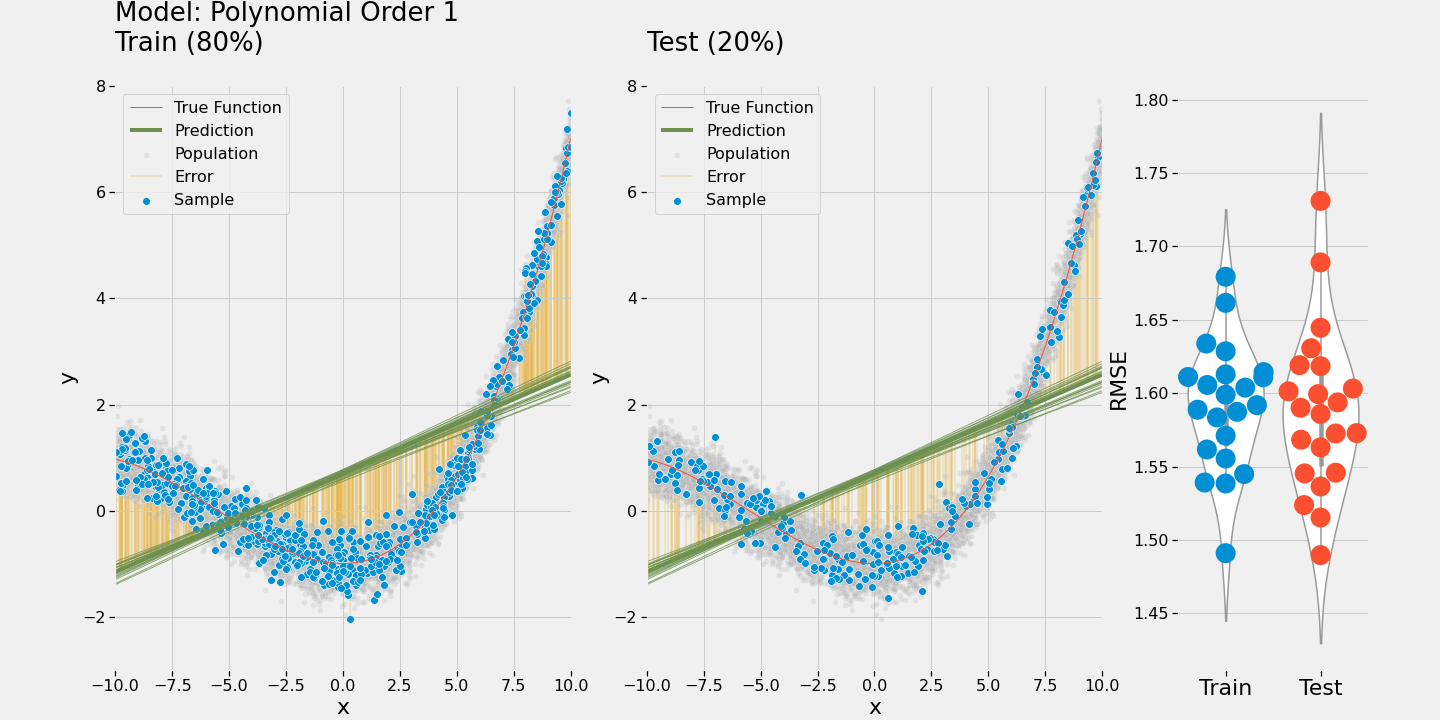 Model: Polynomial Order 1
Train (80%)
Test (20%)
8
6
4
2
0
−2
y
True Function
Prediction
Population
Error
Sample
−10.0 −7.5 −5.0 −2.5 0.0 2.5 5.0 7.5 10.0
x
8
6
4
2
0
−2
y
True Function
Prediction
Population
Error
Sample
−10.0 −7.5 −5.0 −2.5 0.0 2.5 5.0 7.5 10.0
x
1.80
1.75
1.70
1.65
1.60
1.55
1.50
1.45
RMSE
Train Test